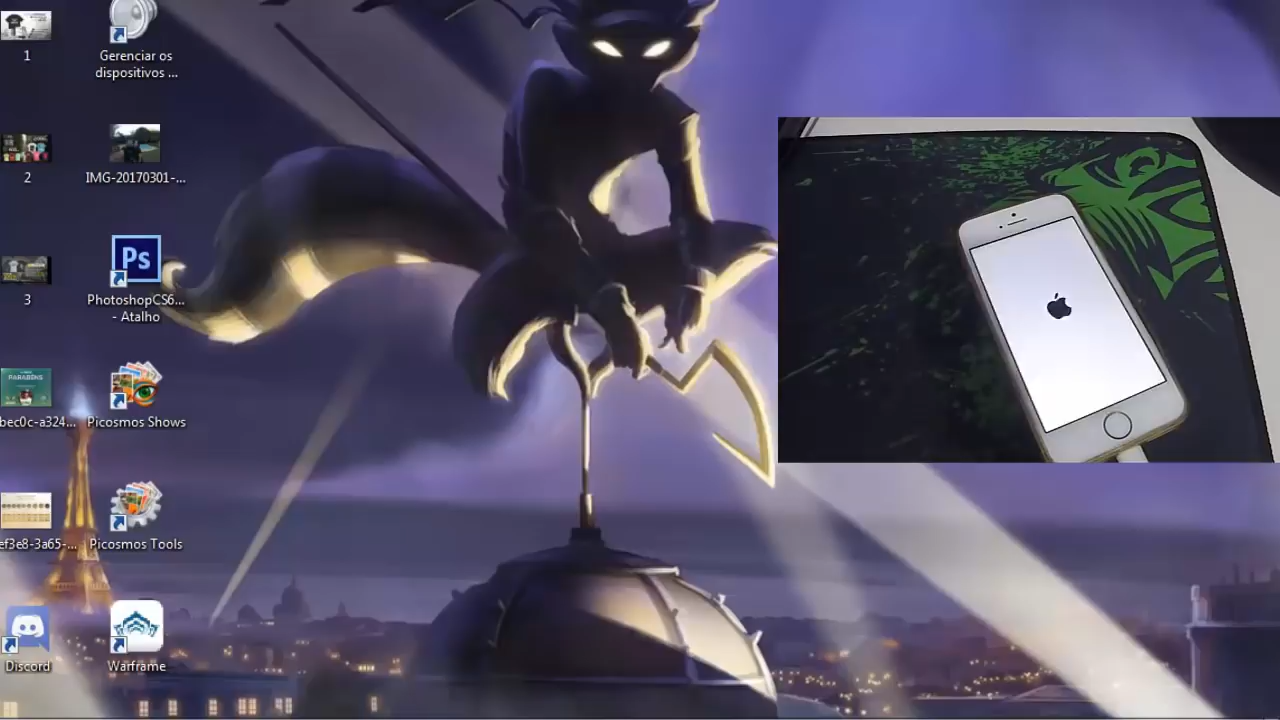 1
Gerenciar os
dispositivos ...
2
IMG-20170301-...
3
Ps
PhotoshopCS6...
- Atalho
PARABÉNS
bec0c-a324...
Picosmos Shows
ef3e8-3a65-...
Picosmos Tools
Discord
Warframe